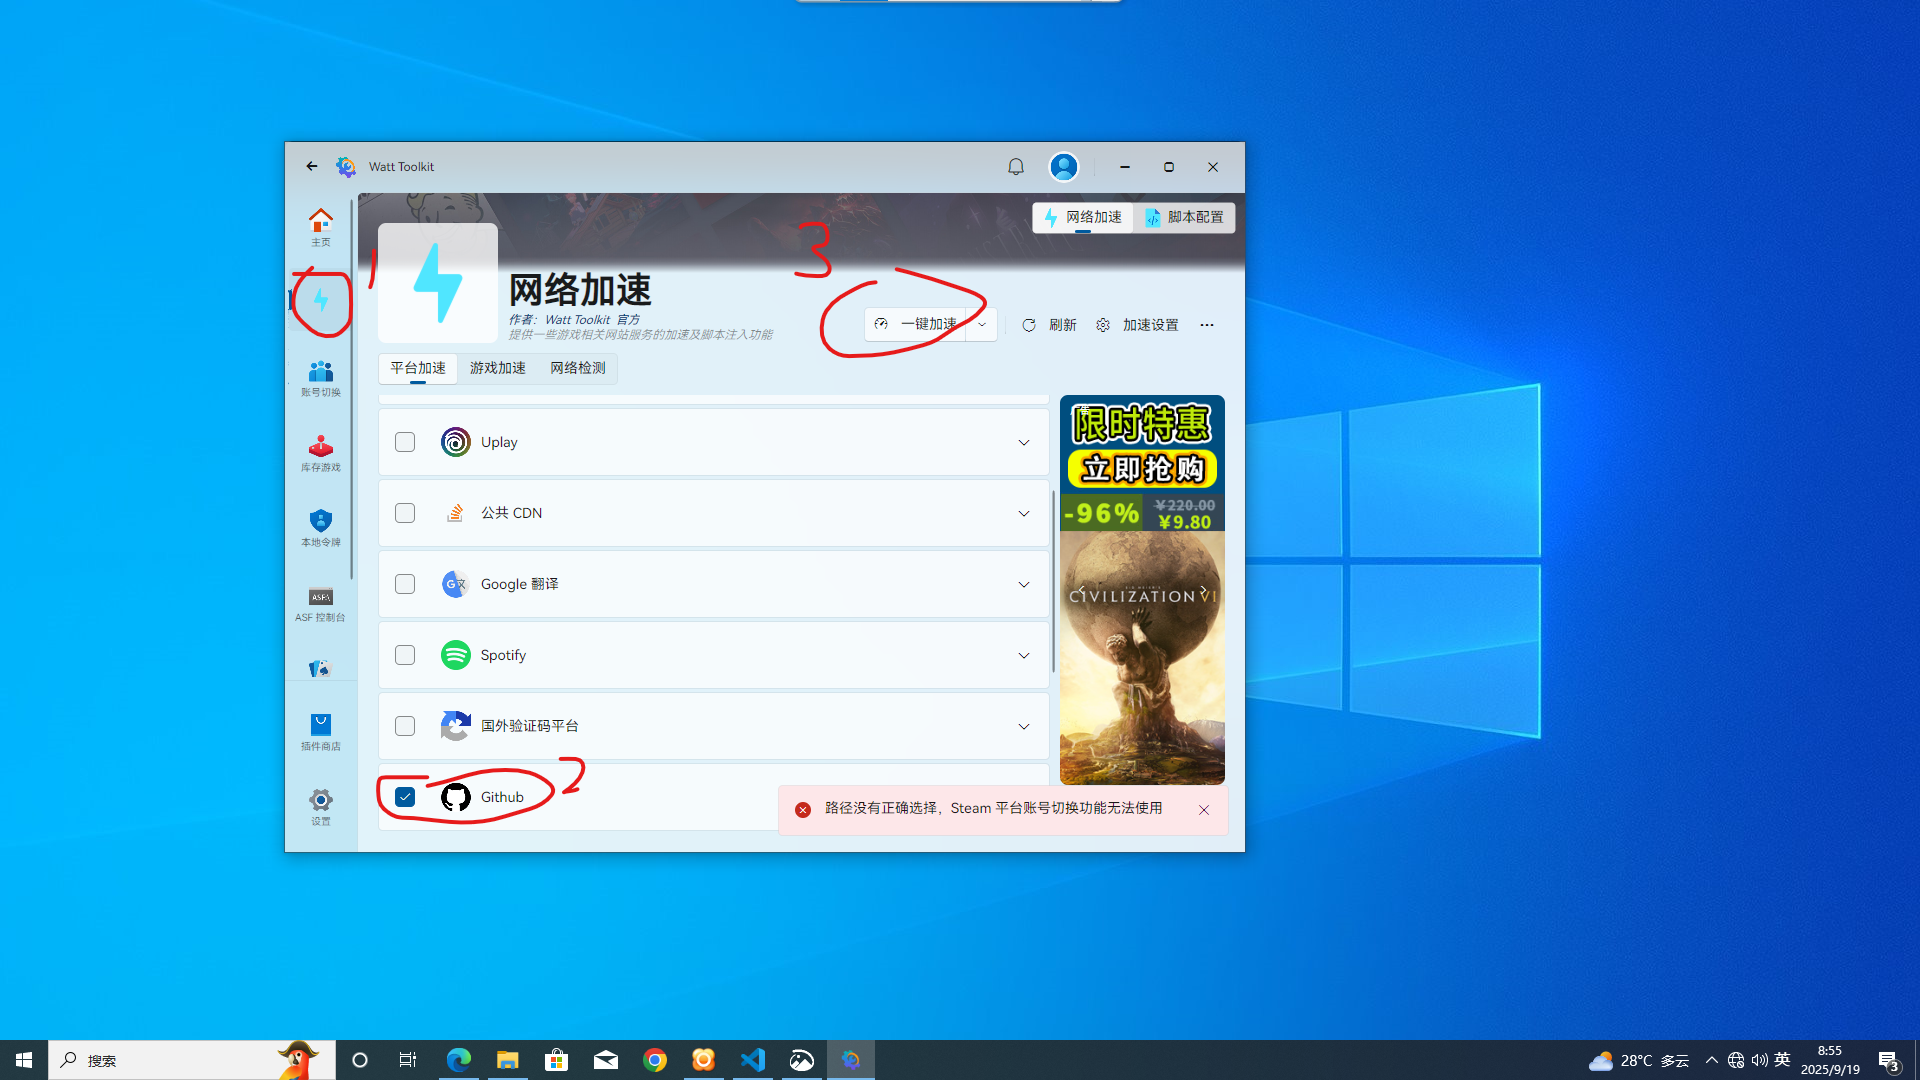 Watt Toolkit
主页
账号切换
库存游戏
本地令牌
ASF
ASF 控制台
插件商店
设置
1
3
网络加速
脚本配置
网络加速
作者: Watt Toolkit 官方
提供一些游戏相关网站服务的加速及脚本注入功能
一键加速
刷新
加速设置
平台加速
游戏加速
网络检测
Uplay
公共 CDN
Google 翻译
Spotify
国外验证码平台
2
Github
限时特惠
立即抢购
-96%
¥220.00
¥9.80
CIVILIZATION VI
路径没有正确选择，Steam 平台账号切换功能无法使用
搜索
28°C 多云
英
8:55
2025/9/19
3